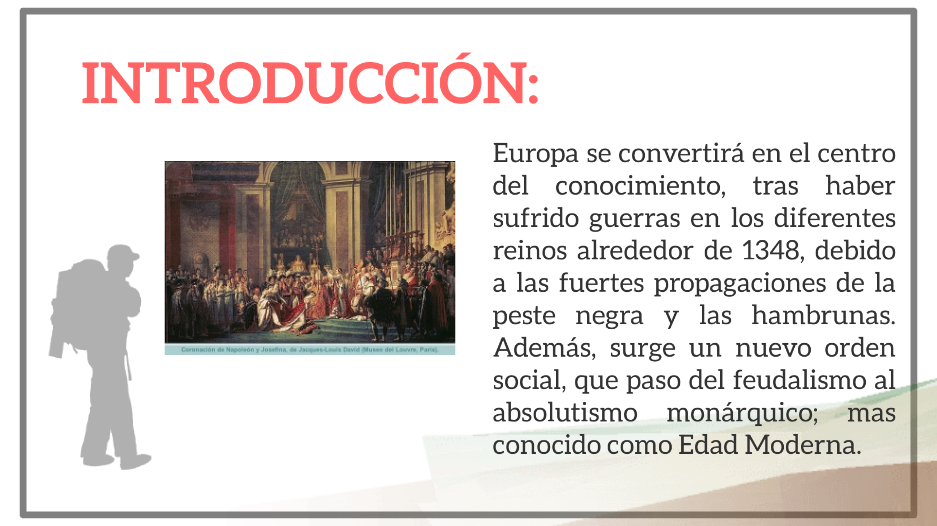 INTRODUCCIÓN:
Europa se convertirá en el centro
del conocimiento, tras haber
sufrido guerras en los diferentes
reinos alrededor de 1348, debido
a las fuertes propagaciones de la
peste negra y las hambrunas.
Además, surge un nuevo orden
social, que paso del feudalismo al
absolutismo monárquico; mas
conocido como Edad Moderna.
Coronación de Napoleón y Josefina, de Jacques-Louis David (Museo del Louvre, París).